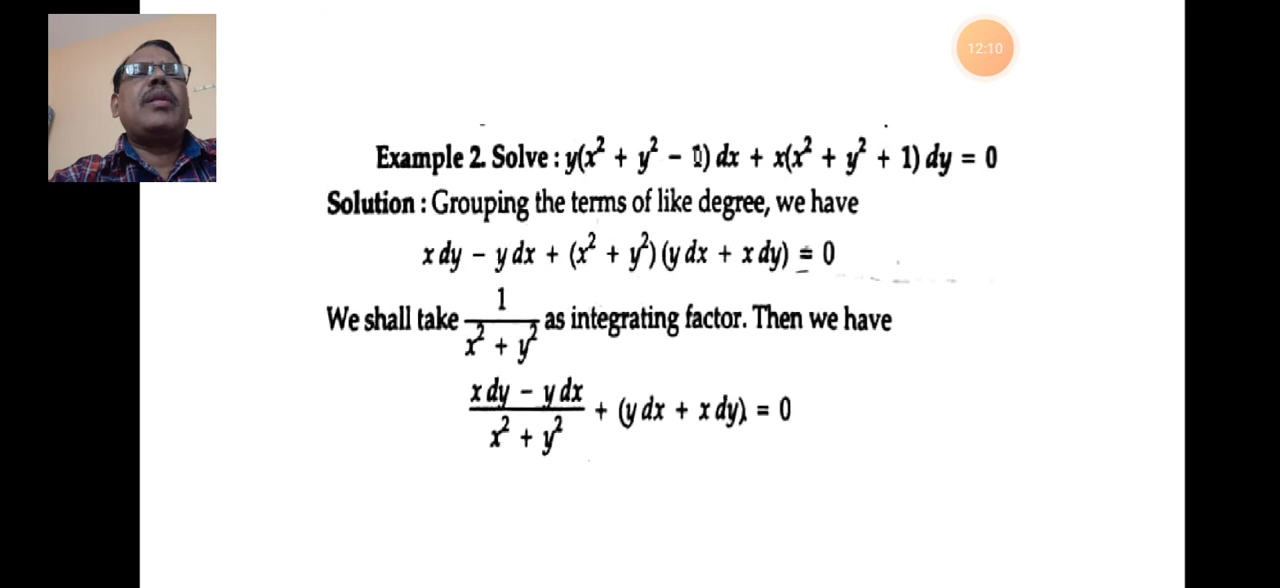 12:10
Example 2. Solve : y(x² + y² − 1) dx + x(x² + y² + 1) dy = 0
Solution : Grouping the terms of like degree, we have
x dy − y dx + (x² + y²) (y dx + x dy) = 0
We shall take 1/(x² + y²) as integrating factor. Then we have
(x dy − y dx)/(x² + y²) + (y dx + x dy) = 0